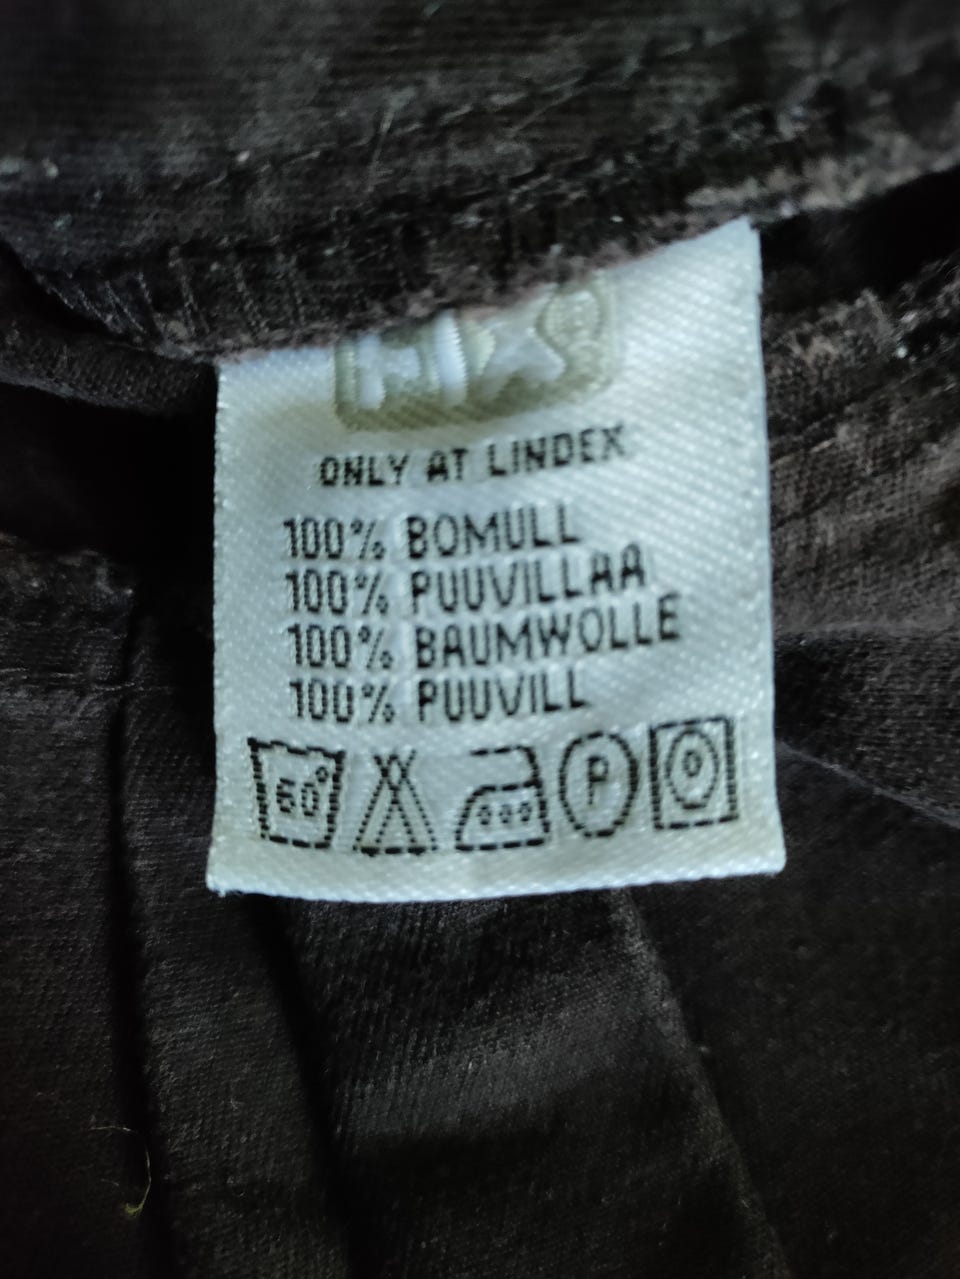 ONLY AT LINDEX
100% BOMULL
100% PUUVILLAA
100% BAUMWOLLE
100% PUUVILL
60°
P